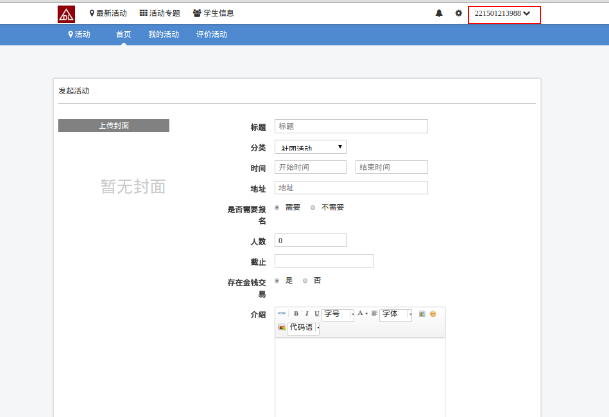 最新活动 活动专题 学生信息 221501213988
活动 首页 我的活动 评价活动
发起活动
上传封面
暂无封面
标题 标题
分类 社团活动
时间 开始时间 结束时间
地址 地址
是否需要报名 需要 不需要
人数 0
截止
存在金钱交易 是 否
介绍 B I U 字号 A 字体
代码语